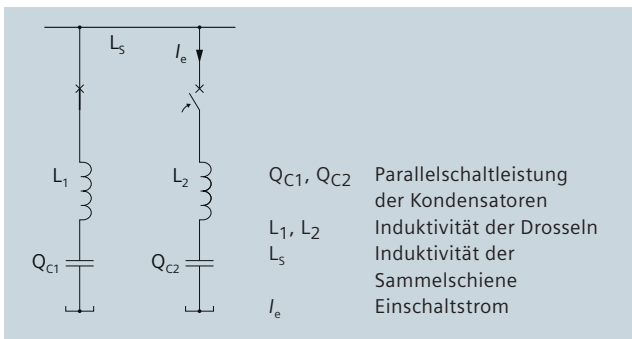 L_S
I_e
L_1
L_2
Q_C1
Q_C2
Q_C1, Q_C2 Parallelschaltleistung
der Kondensatoren
L_1, L_2 Induktivität der Drosseln
L_S Induktivität der
Sammelschiene
I_e Einschaltstrom